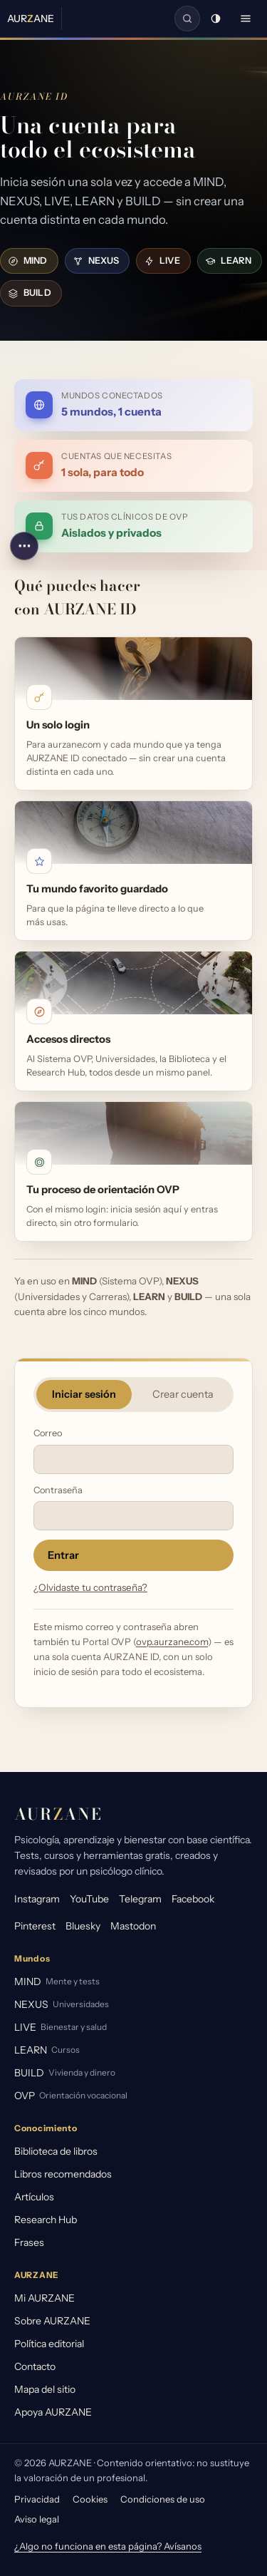 AURZANE
AURZANE ID
Una cuenta para
todo el ecosistema
Inicia sesión una sola vez y accede a MIND,
NEXUS, LIVE, LEARN y BUILD — sin crear una
cuenta distinta en cada mundo.
MIND
NEXUS
LIVE
LEARN
BUILD
MUNDOS CONECTADOS
5 mundos, 1 cuenta
CUENTAS QUE NECESITAS
1 sola, para todo
TUS DATOS CLÍNICOS DE OVP
Aislados y privados
Qué puedes hacer
con AURZANE ID
Un solo login
Para aurzane.com y cada mundo que ya tenga
AURZANE ID conectado — sin crear una cuenta
distinta en cada uno.
Tu mundo favorito guardado
Para que la página te lleve directo a lo que
más usas.
Accesos directos
Al Sistema OVP, Universidades, la Biblioteca y el
Research Hub, todos desde un mismo panel.
Tu proceso de orientación OVP
Con el mismo login: inicia sesión aquí y entras
directo, sin otro formulario.
Ya en uso en MIND (Sistema OVP), NEXUS
(Universidades y Carreras), LEARN y BUILD — una sola
cuenta abre los cinco mundos.
Iniciar sesión
Crear cuenta
Correo
Contraseña
Entrar
¿Olvidaste tu contraseña?
Este mismo correo y contraseña abren
también tu Portal OVP (ovp.aurzane.com) — es
una sola cuenta AURZANE ID, con un solo
inicio de sesión para todo el ecosistema.
AURZANE
Psicología, aprendizaje y bienestar con base científica.
Tests, cursos y herramientas gratis, creados y
revisados por un psicólogo clínico.
Instagram YouTube Telegram Facebook
Pinterest Bluesky Mastodon
Mundos
MIND Mente y tests
NEXUS Universidades
LIVE Bienestar y salud
LEARN Cursos
BUILD Vivienda y dinero
OVP Orientación vocacional
Conocimiento
Biblioteca de libros
Libros recomendados
Artículos
Research Hub
Frases
AURZANE
Mi AURZANE
Sobre AURZANE
Política editorial
Contacto
Mapa del sitio
Apoya AURZANE
© 2026 AURZANE · Contenido orientativo: no sustituye
la valoración de un profesional.
Privacidad Cookies Condiciones de uso
Aviso legal
¿Algo no funciona en esta página? Avísanos